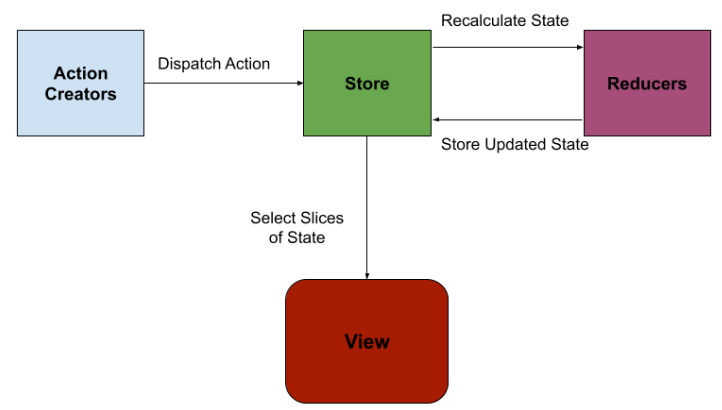 Recalculate State
Dispatch Action
Action
Creators
Store
Reducers
Store Updated State
Select Slices
of State
View